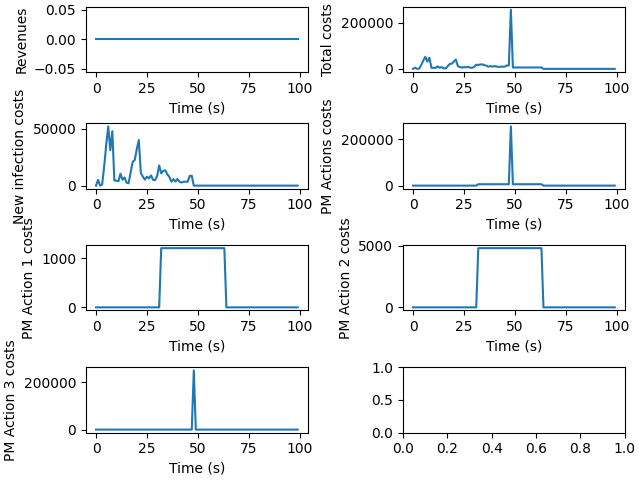 Revenues
0.05
0.00
−0.05
0 25 50 75 100
Time (s)
Total costs
200000
0
0 25 50 75 100
Time (s)
New infection costs
50000
0
0 25 50 75 100
Time (s)
PM Actions costs
200000
0
0 25 50 75 100
Time (s)
PM Action 1 costs
1000
0
0 25 50 75 100
Time (s)
PM Action 2 costs
5000
0
0 25 50 75 100
Time (s)
PM Action 3 costs
200000
0
0 25 50 75 100
Time (s)
1.0
0.5
0.0
0.0 0.2 0.4 0.6 0.8 1.0